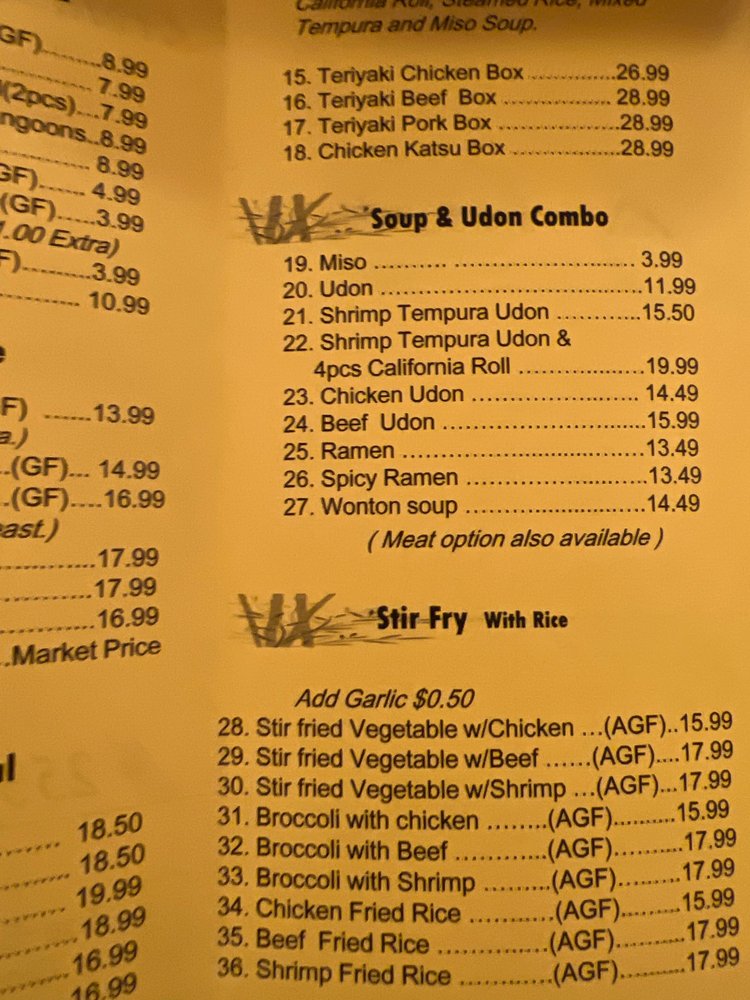 GF)..........8.99
................ 7.99
(2pcs)....7.99
ngoons..8.99
................ 8.99
GF)....... 4.99
(GF)......3.99
1.00 Extra)
F)..........3.99
................ 10.99
e
F) .......13.99
a.)
..(GF)... 14.99
..(GF)....16.99
east.)
.............17.99
.............17.99
.............16.99
..Market Price
ul
............ 18.50
............ 18.50
............ 19.99
............ 18.99
............ 16.99
............ 16.99
California Roll, Steamed Rice, Mixed
Tempura and Miso Soup.
15. Teriyaki Chicken Box ................26.99
16. Teriyaki Beef Box .................... 28.99
17. Teriyaki Pork Box ......................28.99
18. Chicken Katsu Box ....................28.99
Soup & Udon Combo
19. Miso .......... ............................ 3.99
20. Udon ..........................................11.99
21. Shrimp Tempura Udon ............15.50
22. Shrimp Tempura Udon &
4pcs California Roll ....................19.99
23. Chicken Udon .......................... 14.49
24. Beef Udon ................................15.99
25. Ramen ......................................13.49
26. Spicy Ramen ............................13.49
27. Wonton soup ............................14.49
( Meat option also available )
Stir Fry With Rice
Add Garlic $0.50
28. Stir fried Vegetable w/Chicken ...(AGF)..15.99
29. Stir fried Vegetable w/Beef ......(AGF)....17.99
30. Stir fried Vegetable w/Shrimp ...(AGF)...17.99
31. Broccoli with chicken ........(AGF)..........15.99
32. Broccoli with Beef ............(AGF)..........17.99
33. Broccoli with Shrimp .........(AGF)..........17.99
34. Chicken Fried Rice ...........(AGF)..........15.99
35. Beef Fried Rice ...............(AGF)..........17.99
36. Shrimp Fried Rice ............(AGF)..........17.99